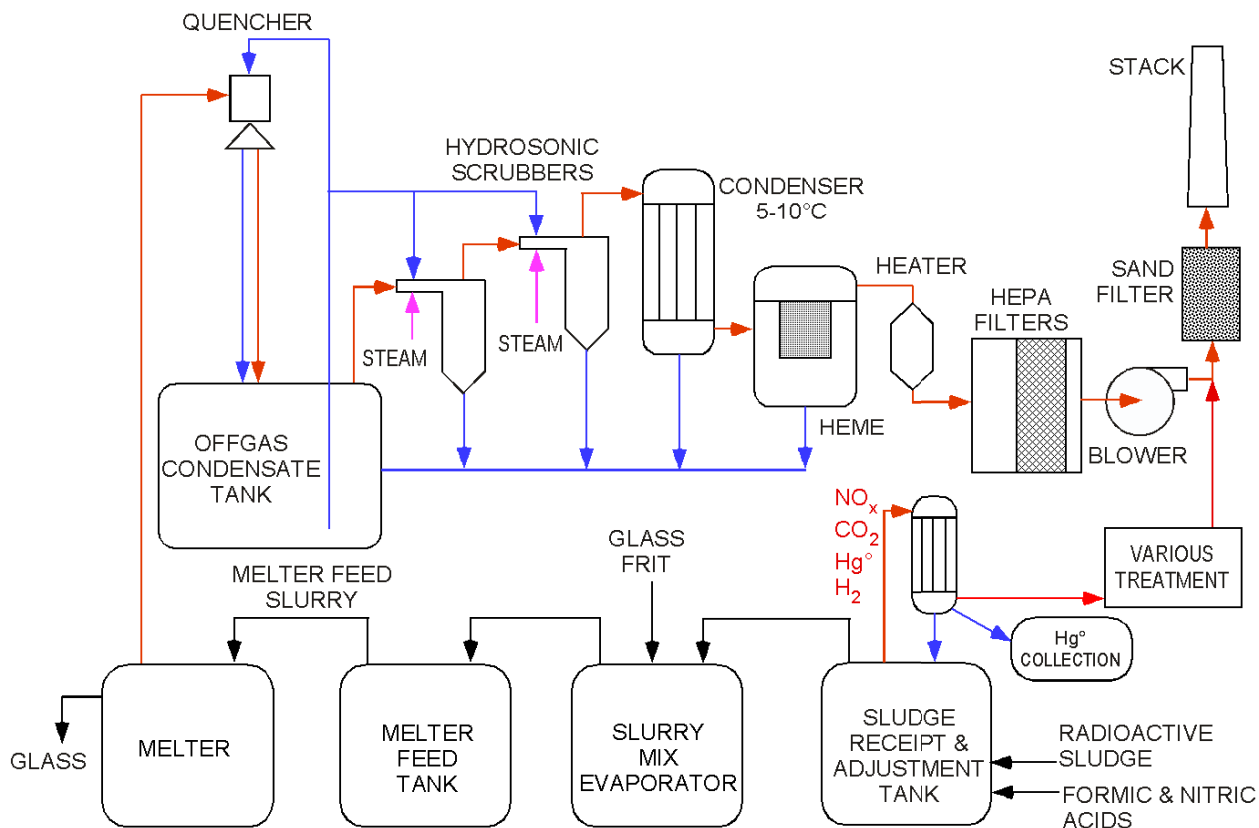 QUENCHER
STACK
HYDROSONIC
SCRUBBERS
CONDENSER
5-10°C
HEATER
SAND
FILTER
HEPA
FILTERS
STEAM
STEAM
OFFGAS
CONDENSATE
TANK
HEME
BLOWER
NOx
CO2
Hg°
H2
GLASS
FRIT
VARIOUS
TREATMENT
MELTER FEED
SLURRY
Hg°
COLLECTION
MELTER
MELTER
FEED
TANK
SLURRY
MIX
EVAPORATOR
SLUDGE
RECEIPT &
ADJUSTMENT
TANK
GLASS
RADIOACTIVE
SLUDGE
FORMIC & NITRIC
ACIDS